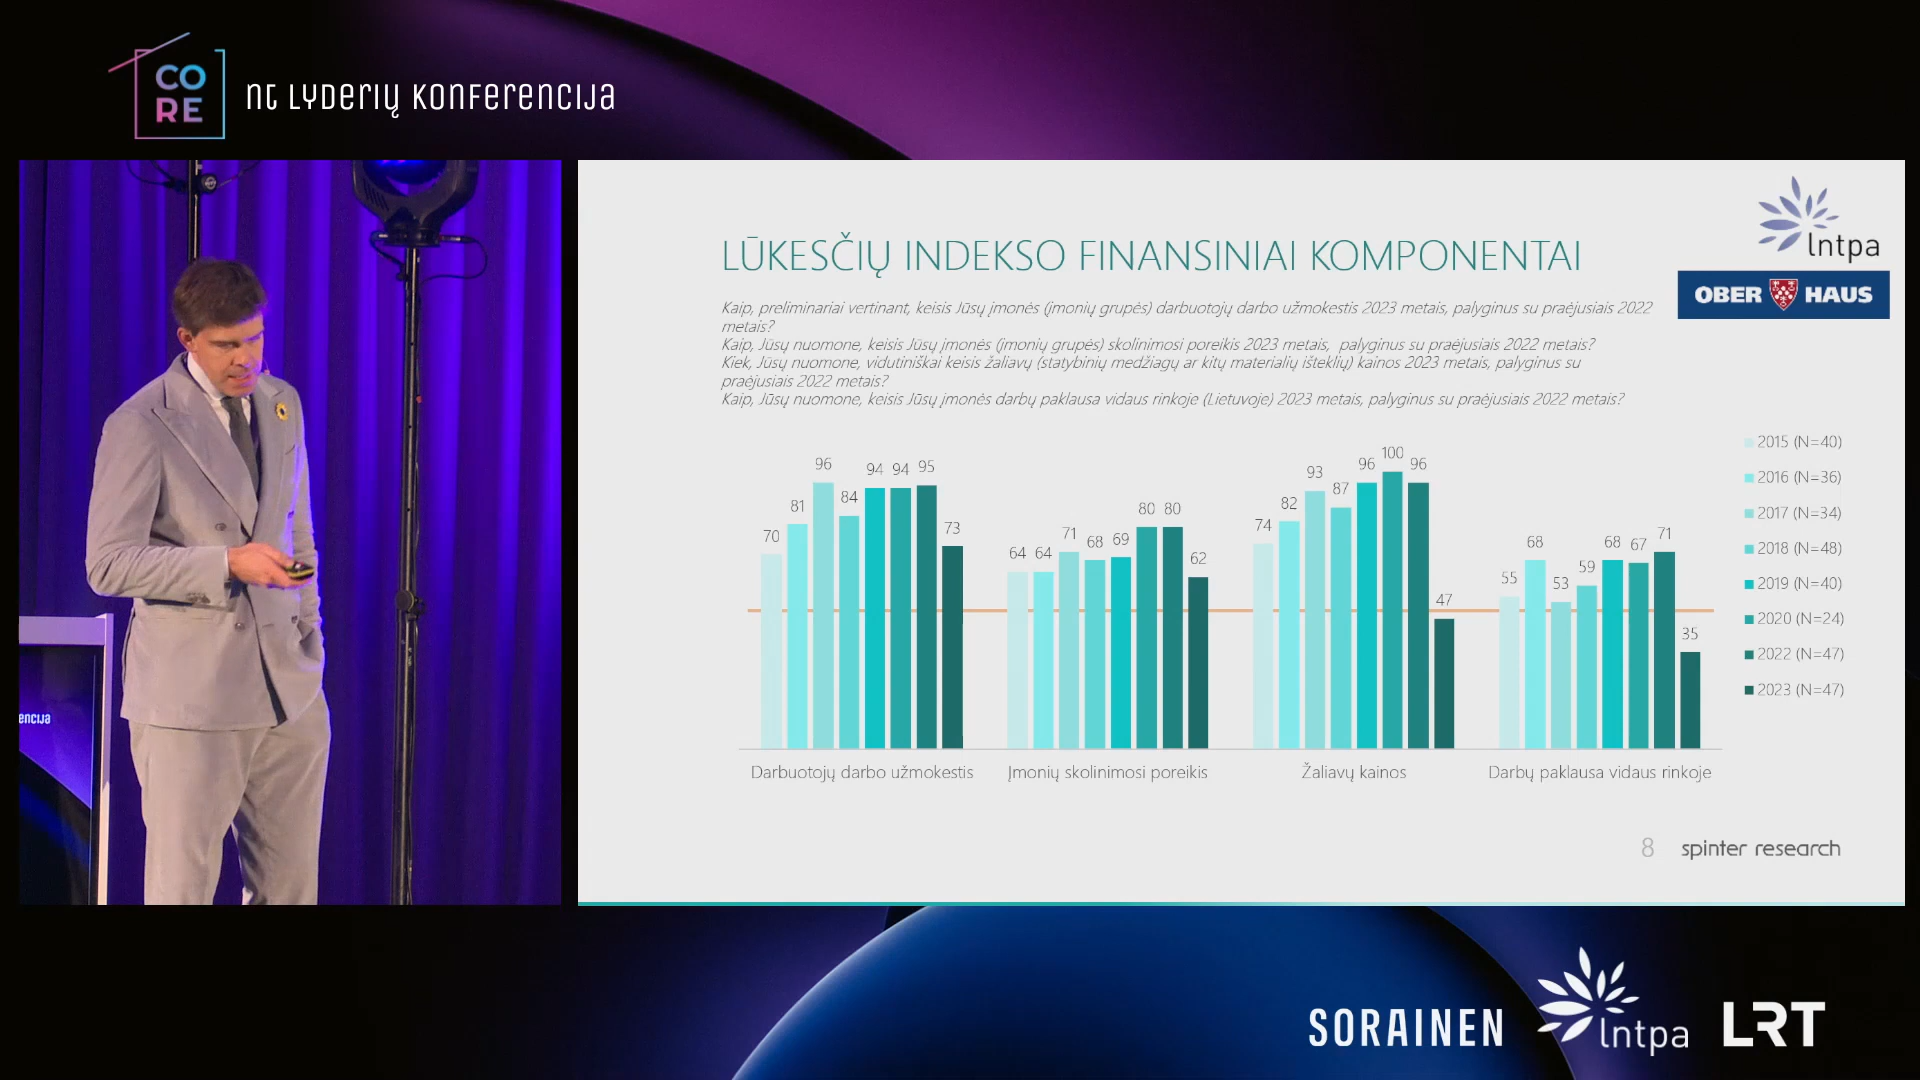 CO
RE
nt Lyderių Konferencija
encija
LŪKESČIŲ INDEKSO FINANSINIAI KOMPONENTAI
lntpa
OBER HAUS
Kaip, preliminariai vertinant, keisis Jūsų įmonės (įmonių grupės) darbuotojų darbo užmokestis 2023 metais, palyginus su praėjusiais 2022
metais?
Kaip, Jūsų nuomone, keisis Jūsų įmonės (įmonių grupės) skolinimosi poreikis 2023 metais, palyginus su praėjusiais 2022 metais?
Kiek, Jūsų nuomone, vidutiniškai keisis žaliavų (statybinių medžiagų ar kitų materialių išteklių) kainos 2023 metais, palyginus su
praėjusiais 2022 metais?
Kaip, Jūsų nuomone, keisis Jūsų įmonės darbų paklausa vidaus rinkoje (Lietuvoje) 2023 metais, palyginus su praėjusiais 2022 metais?
70 81 96 84 94 94 95 73
64 64 71 68 69 80 80 62
74 82 93 87 96 100 96 47
55 68 53 59 68 67 71 35
Darbuotojų darbo užmokestis
Įmonių skolinimosi poreikis
Žaliavų kainos
Darbų paklausa vidaus rinkoje
2015 (N=40)
2016 (N=36)
2017 (N=34)
2018 (N=48)
2019 (N=40)
2020 (N=24)
2022 (N=47)
2023 (N=47)
8 spinter research
SORAINEN
lntpa
LRT